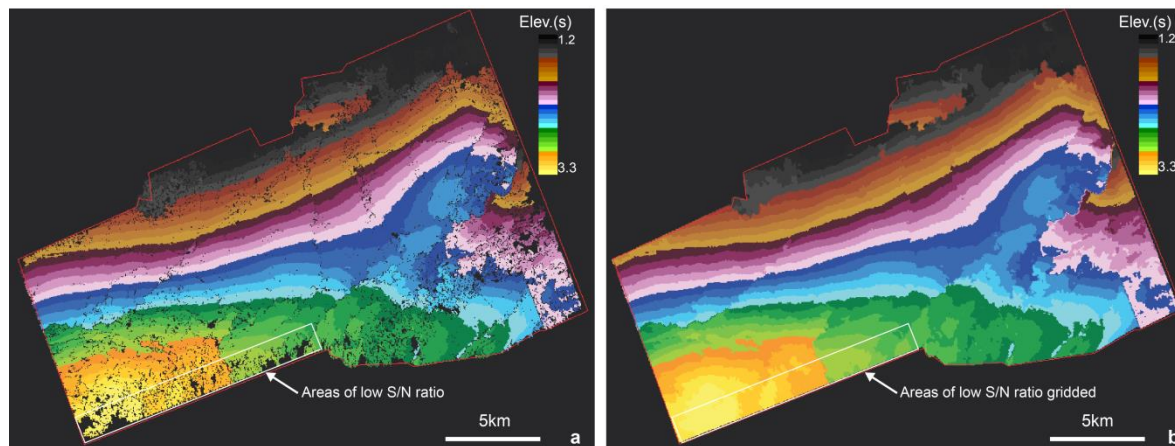 Elev.(s)
1.2
3.3
Areas of low S/N ratio
5km
a
Elev.(s)
1.2
3.3
Areas of low S/N ratio gridded
5km
b